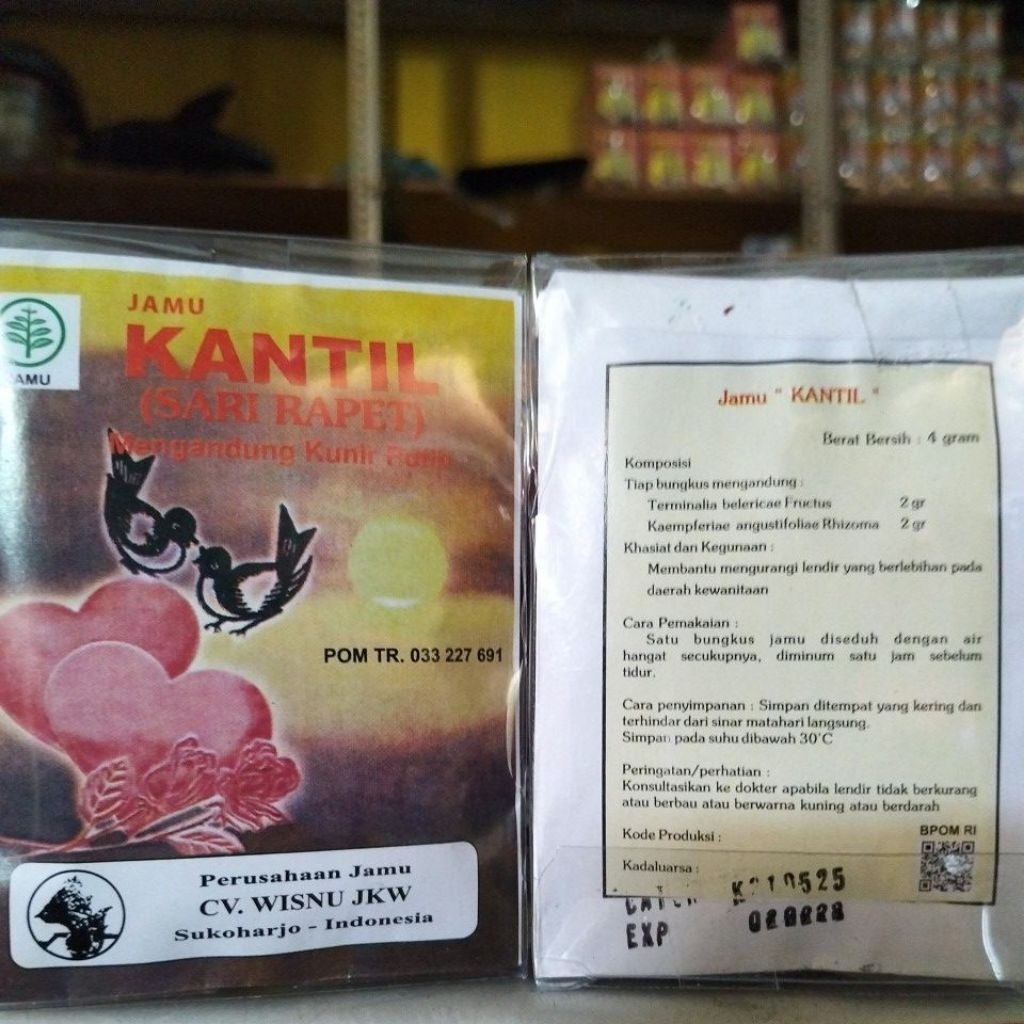 JAMU
JAMU
KANTIL
(SARI RAPET)
Mengandung Kunir Putih
POM TR. 033 227 691
Perusahaan Jamu
CV. WISNU JKW
Sukoharjo - Indonesia
Jamu " KANTIL "
Berat Bersih : 4 gram
Komposisi
Tiap bungkus mengandung :
Terminalia belericae Fructus 2 gr
Kaempferiae angustifoliae Rhizoma 2 gr
Khasiat dan Kegunaan :
Membantu mengurangi lendir yang berlebihan pada
daerah kewanitaan
Cara Pemakaian :
Satu bungkus jamu diseduh dengan air
hangat secukupnya, diminum satu jam sebelum
tidur.
Cara penyimpanan : Simpan ditempat yang kering dan
terhindar dari sinar matahari langsung.
Simpan pada suhu dibawah 30°C
Peringatan/perhatian :
Konsultasikan ke dokter apabila lendir tidak berkurang
atau berbau atau berwarna kuning atau berdarah
Kode Produksi :
BPOM RI
Kadaluarsa :
EXP